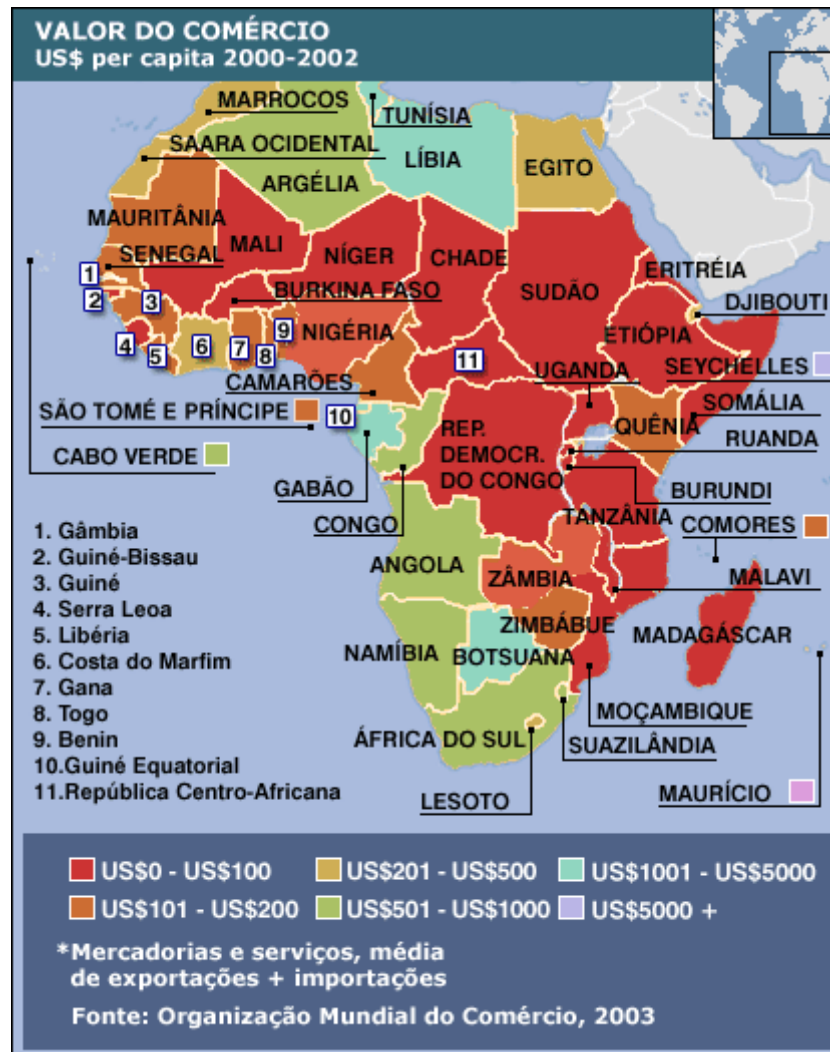 VALOR DO COMÉRCIO
US$ per capita 2000-2002
MARROCOS
TUNÍSIA
SAARA OCIDENTAL
LÍBIA
EGITO
ARGÉLIA
MAURITÂNIA
SENEGAL
MALI
NÍGER
CHADE
ERITRÉIA
SUDÃO
BURKINA FASO
DJIBOUTI
NIGÉRIA
ETIÓPIA
1
2
3
4
5
6
7
8
9
11
UGANDA
SEYCHELLES
CAMARÕES
SOMÁLIA
SÃO TOMÉ E PRÍNCIPE
10
REP.
DEMOCR.
DO CONGO
QUÊNIA
RUANDA
CABO VERDE
GABÃO
BURUNDI
CONGO
TANZÂNIA
COMORES
ANGOLA
ZÂMBIA
MALAVI
ZIMBÁBUE
MADAGÁSCAR
NAMÍBIA
BOTSUANA
MOÇAMBIQUE
ÁFRICA DO SUL
SUAZILÂNDIA
LESOTO
MAURÍCIO
1. Gâmbia
2. Guiné-Bissau
3. Guiné
4. Serra Leoa
5. Libéria
6. Costa do Marfim
7. Gana
8. Togo
9. Benin
10.Guiné Equatorial
11.República Centro-Africana
US$0 - US$100
US$201 - US$500
US$1001 - US$5000
US$101 - US$200
US$501 - US$1000
US$5000 +
*Mercadorias e serviços, média
de exportações + importações
Fonte: Organização Mundial do Comércio, 2003